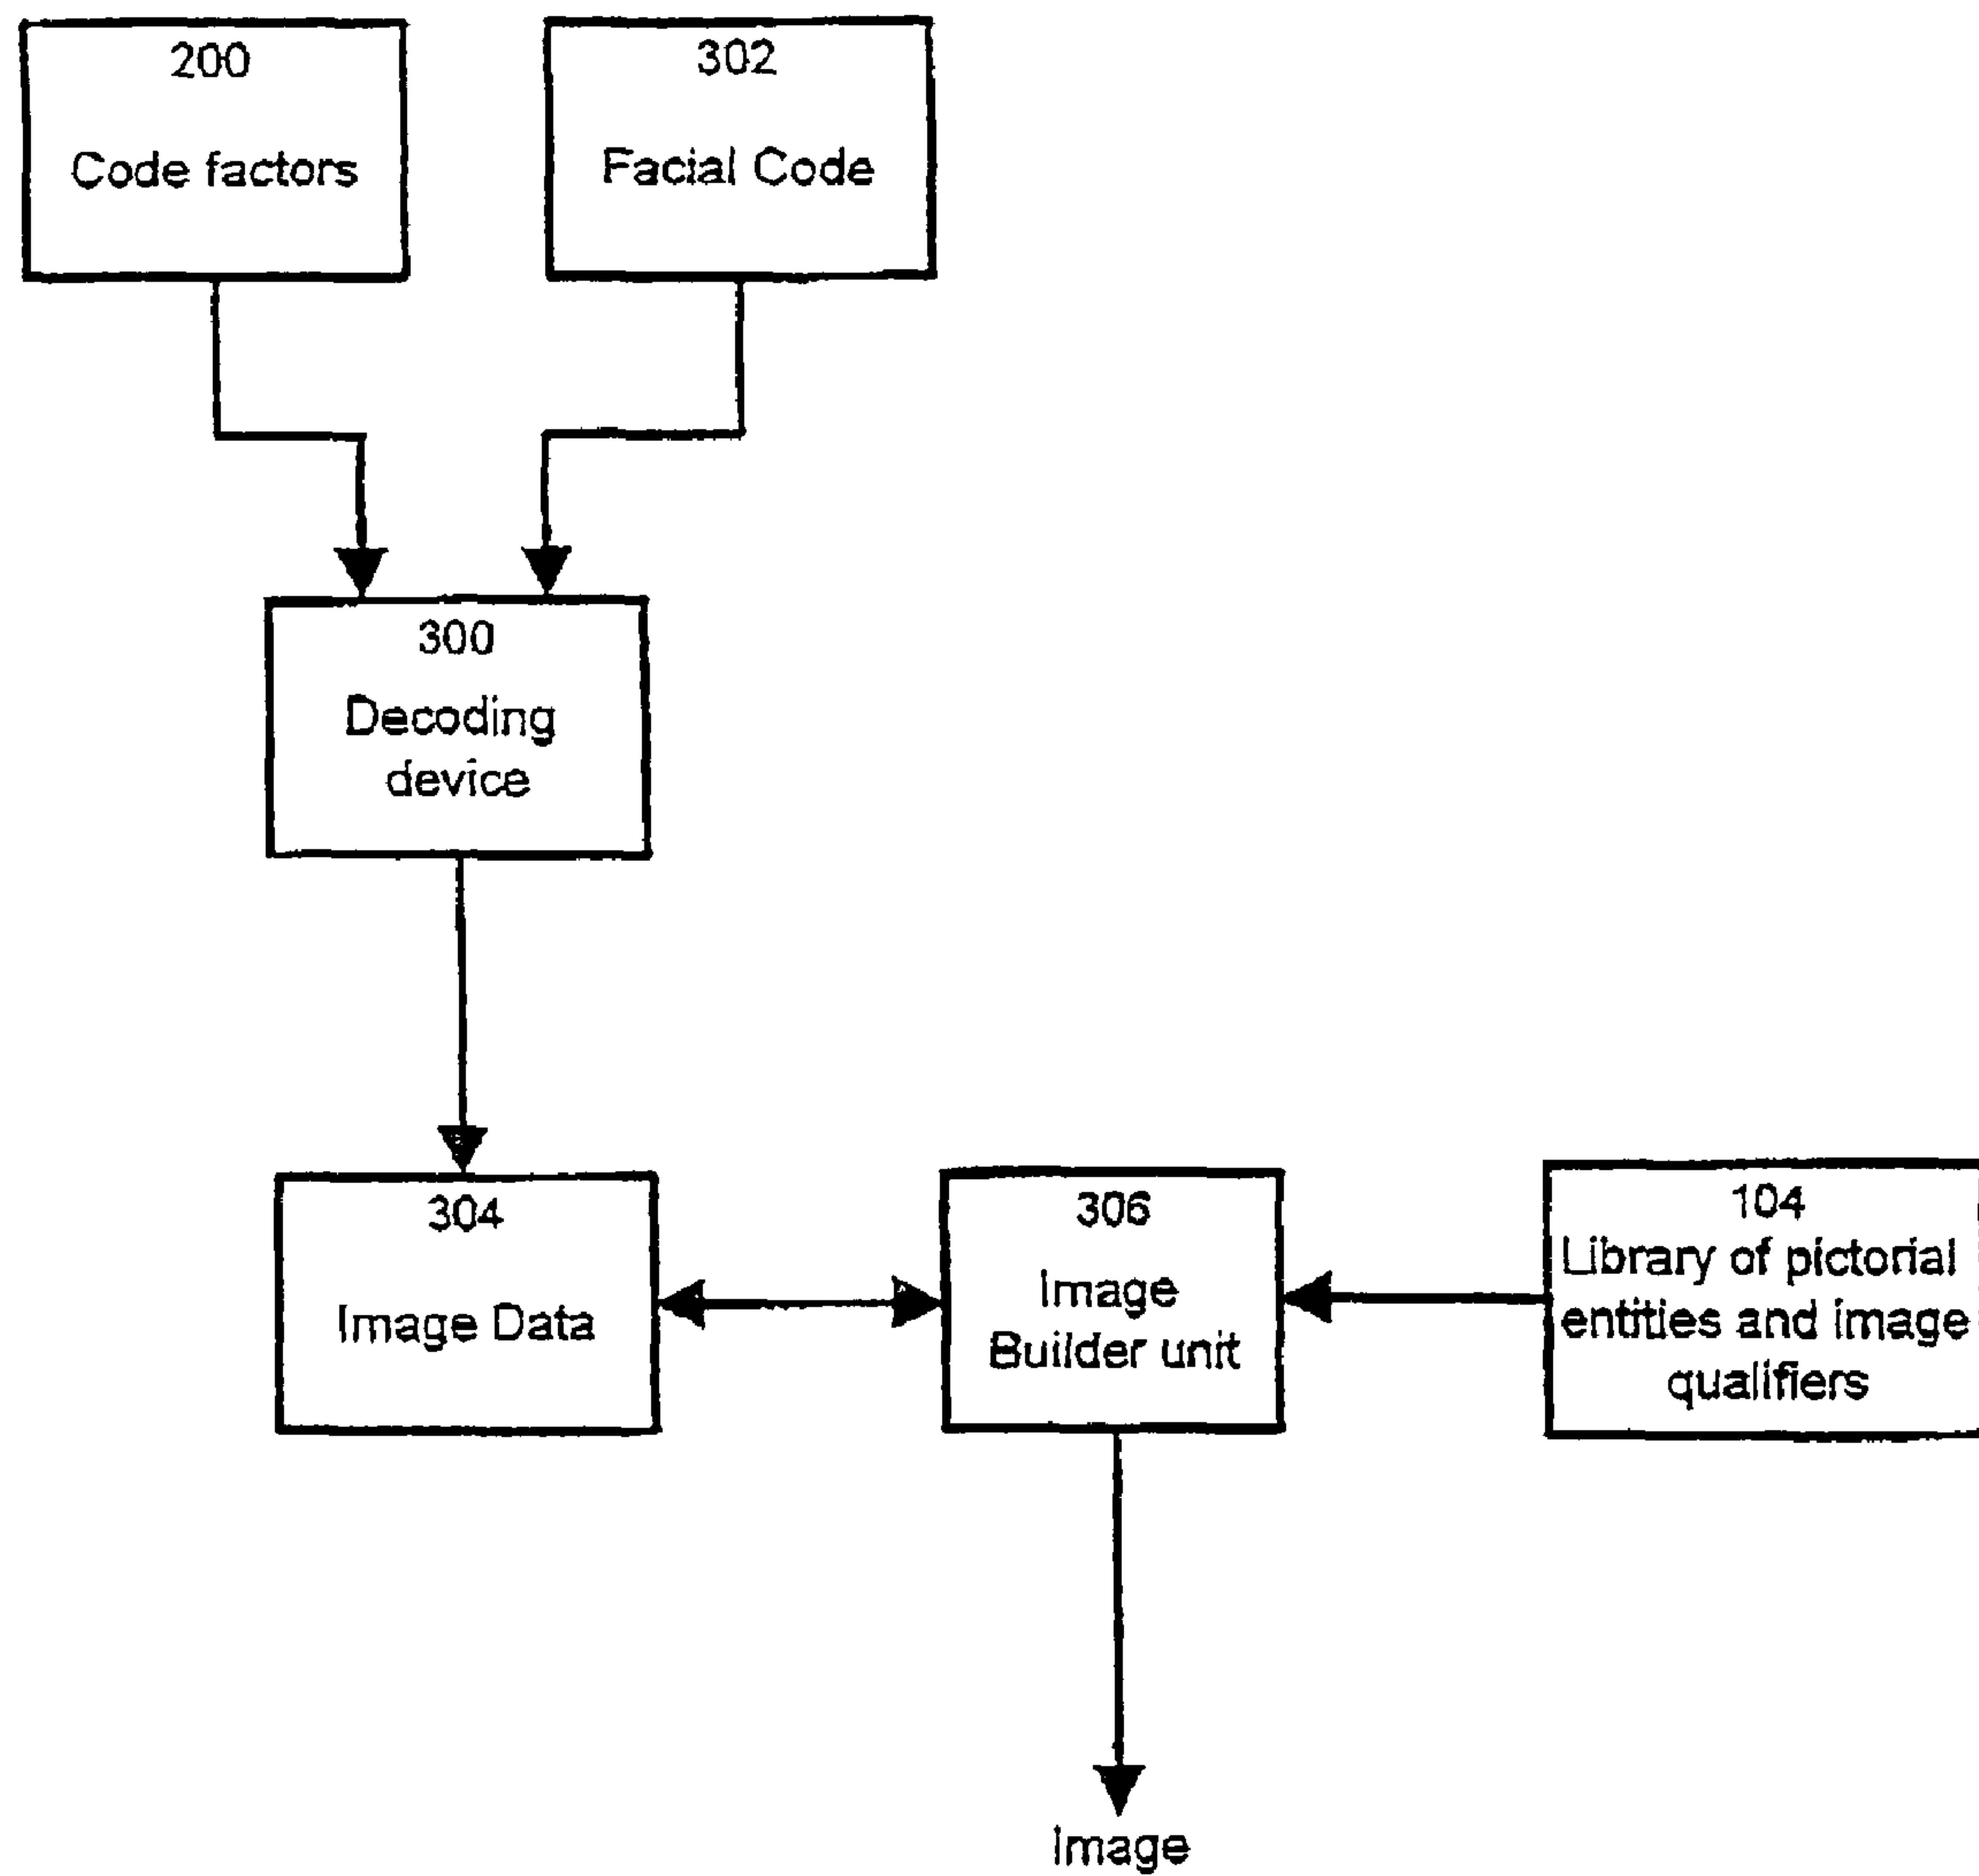 200
Code factors
302
Facial Code
300
Decoding
device
304
Image Data
306
Image
Builder unit
104
Library of pictorial
entities and image
qualifiers
Image